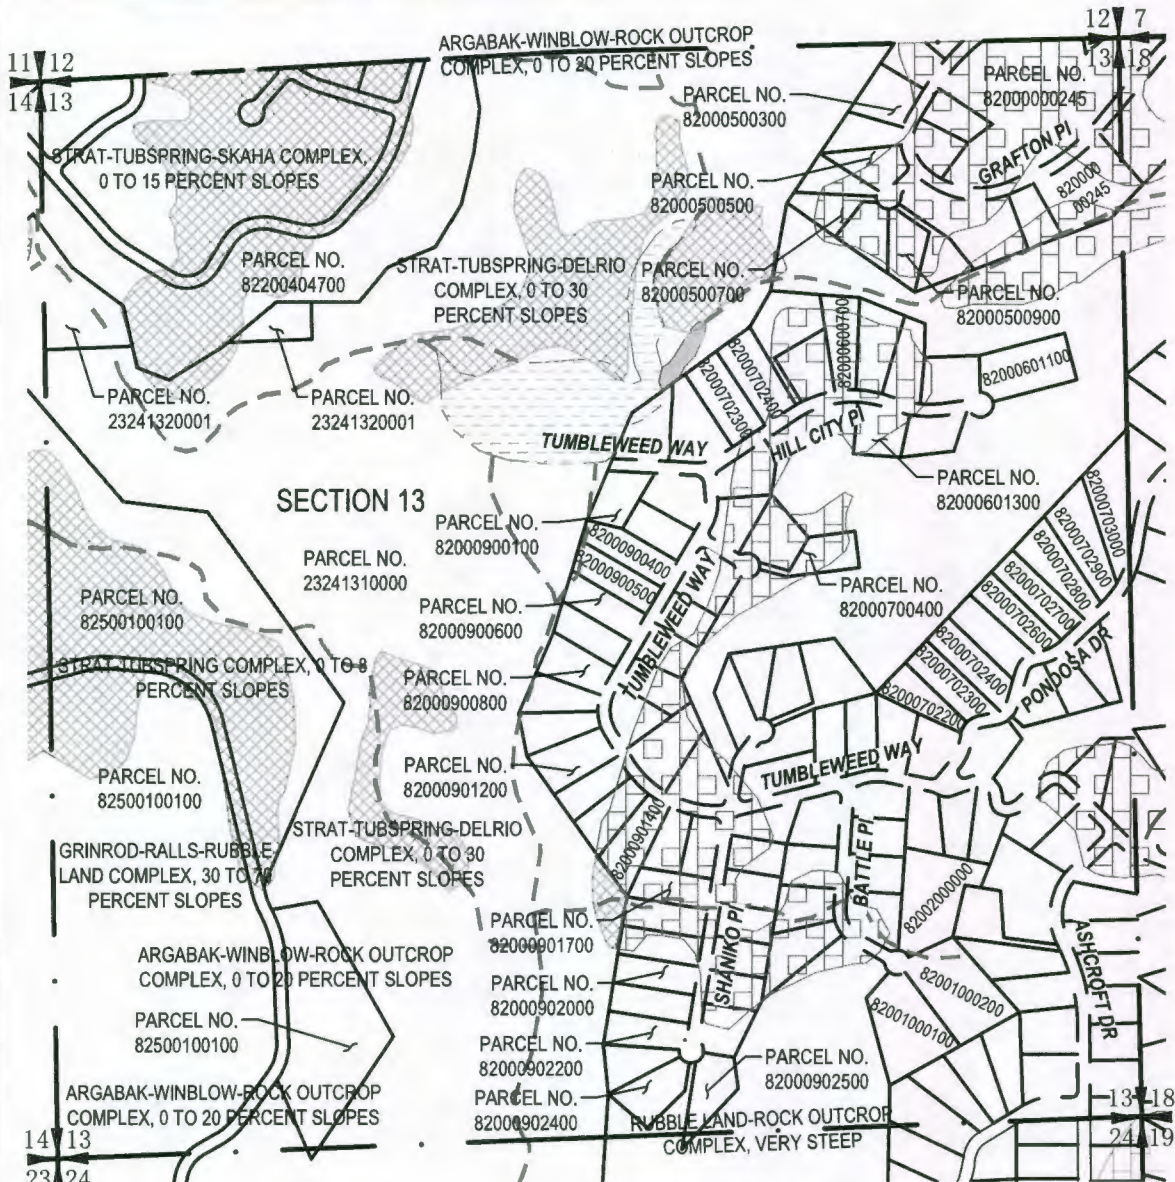 ARGABAK-WINBLOW-ROCK OUTCROP
COMPLEX, 0 TO 20 PERCENT SLOPES
12 7
13 18
11 12
14 13
PARCEL NO.
82000500300
PARCEL NO.
82000000245
GRAFTON Pl
820000
00245
STRAT-TUBSPRING-SKAHA COMPLEX,
0 TO 15 PERCENT SLOPES
PARCEL NO.
82000500500
PARCEL NO.
82200404700
STRAT-TUBSPRING-DELRIO
COMPLEX, 0 TO 30
PERCENT SLOPES
PARCEL NO.
82000500700
PARCEL NO.
82000500900
82000600700
82000702400
82000702300
82000601100
PARCEL NO.
23241320001
PARCEL NO.
23241320001
TUMBLEWEED WAY
HILL CITY Pl
PARCEL NO.
82000601300
SECTION 13
PARCEL NO.
82000900100
82000900400
82000900500
PARCEL NO.
23241310000
PARCEL NO.
82000900600
TUMBLEWEED WAY
PARCEL NO.
82000700400
82000703000
82000702900
82000702800
82000702700
82000702600
82000702400
82000702300
82000702200
PONDOSA DR
PARCEL NO.
82500100100
STRAT-TUBSPRING COMPLEX, 0 TO 8
PERCENT SLOPES
PARCEL NO.
82000900800
PARCEL NO.
82000901200
TUMBLEWEED WAY
PARCEL NO.
82500100100
STRAT-TUBSPRING-DELRIO
COMPLEX, 0 TO 30
PERCENT SLOPES
82000901400
BATTLE Pl
GRINROD-RALLS-RUBBLE
LAND COMPLEX, 30 TO 70
PERCENT SLOPES
82002000000
PARCEL NO.
82000901700
SHANIKO Pl
ASHCROFT DR
ARGABAK-WINBLOW-ROCK OUTCROP
COMPLEX, 0 TO 20 PERCENT SLOPES
PARCEL NO.
82000902000
82001000200
82001000100
PARCEL NO.
82500100100
PARCEL NO.
82000902200
PARCEL NO.
82000902500
ARGABAK-WINBLOW-ROCK OUTCROP
COMPLEX, 0 TO 20 PERCENT SLOPES
PARCEL NO.
82000902400
RUBBLE LAND-ROCK OUTCROP
COMPLEX, VERY STEEP
13 18
24 19
14 13
23 24